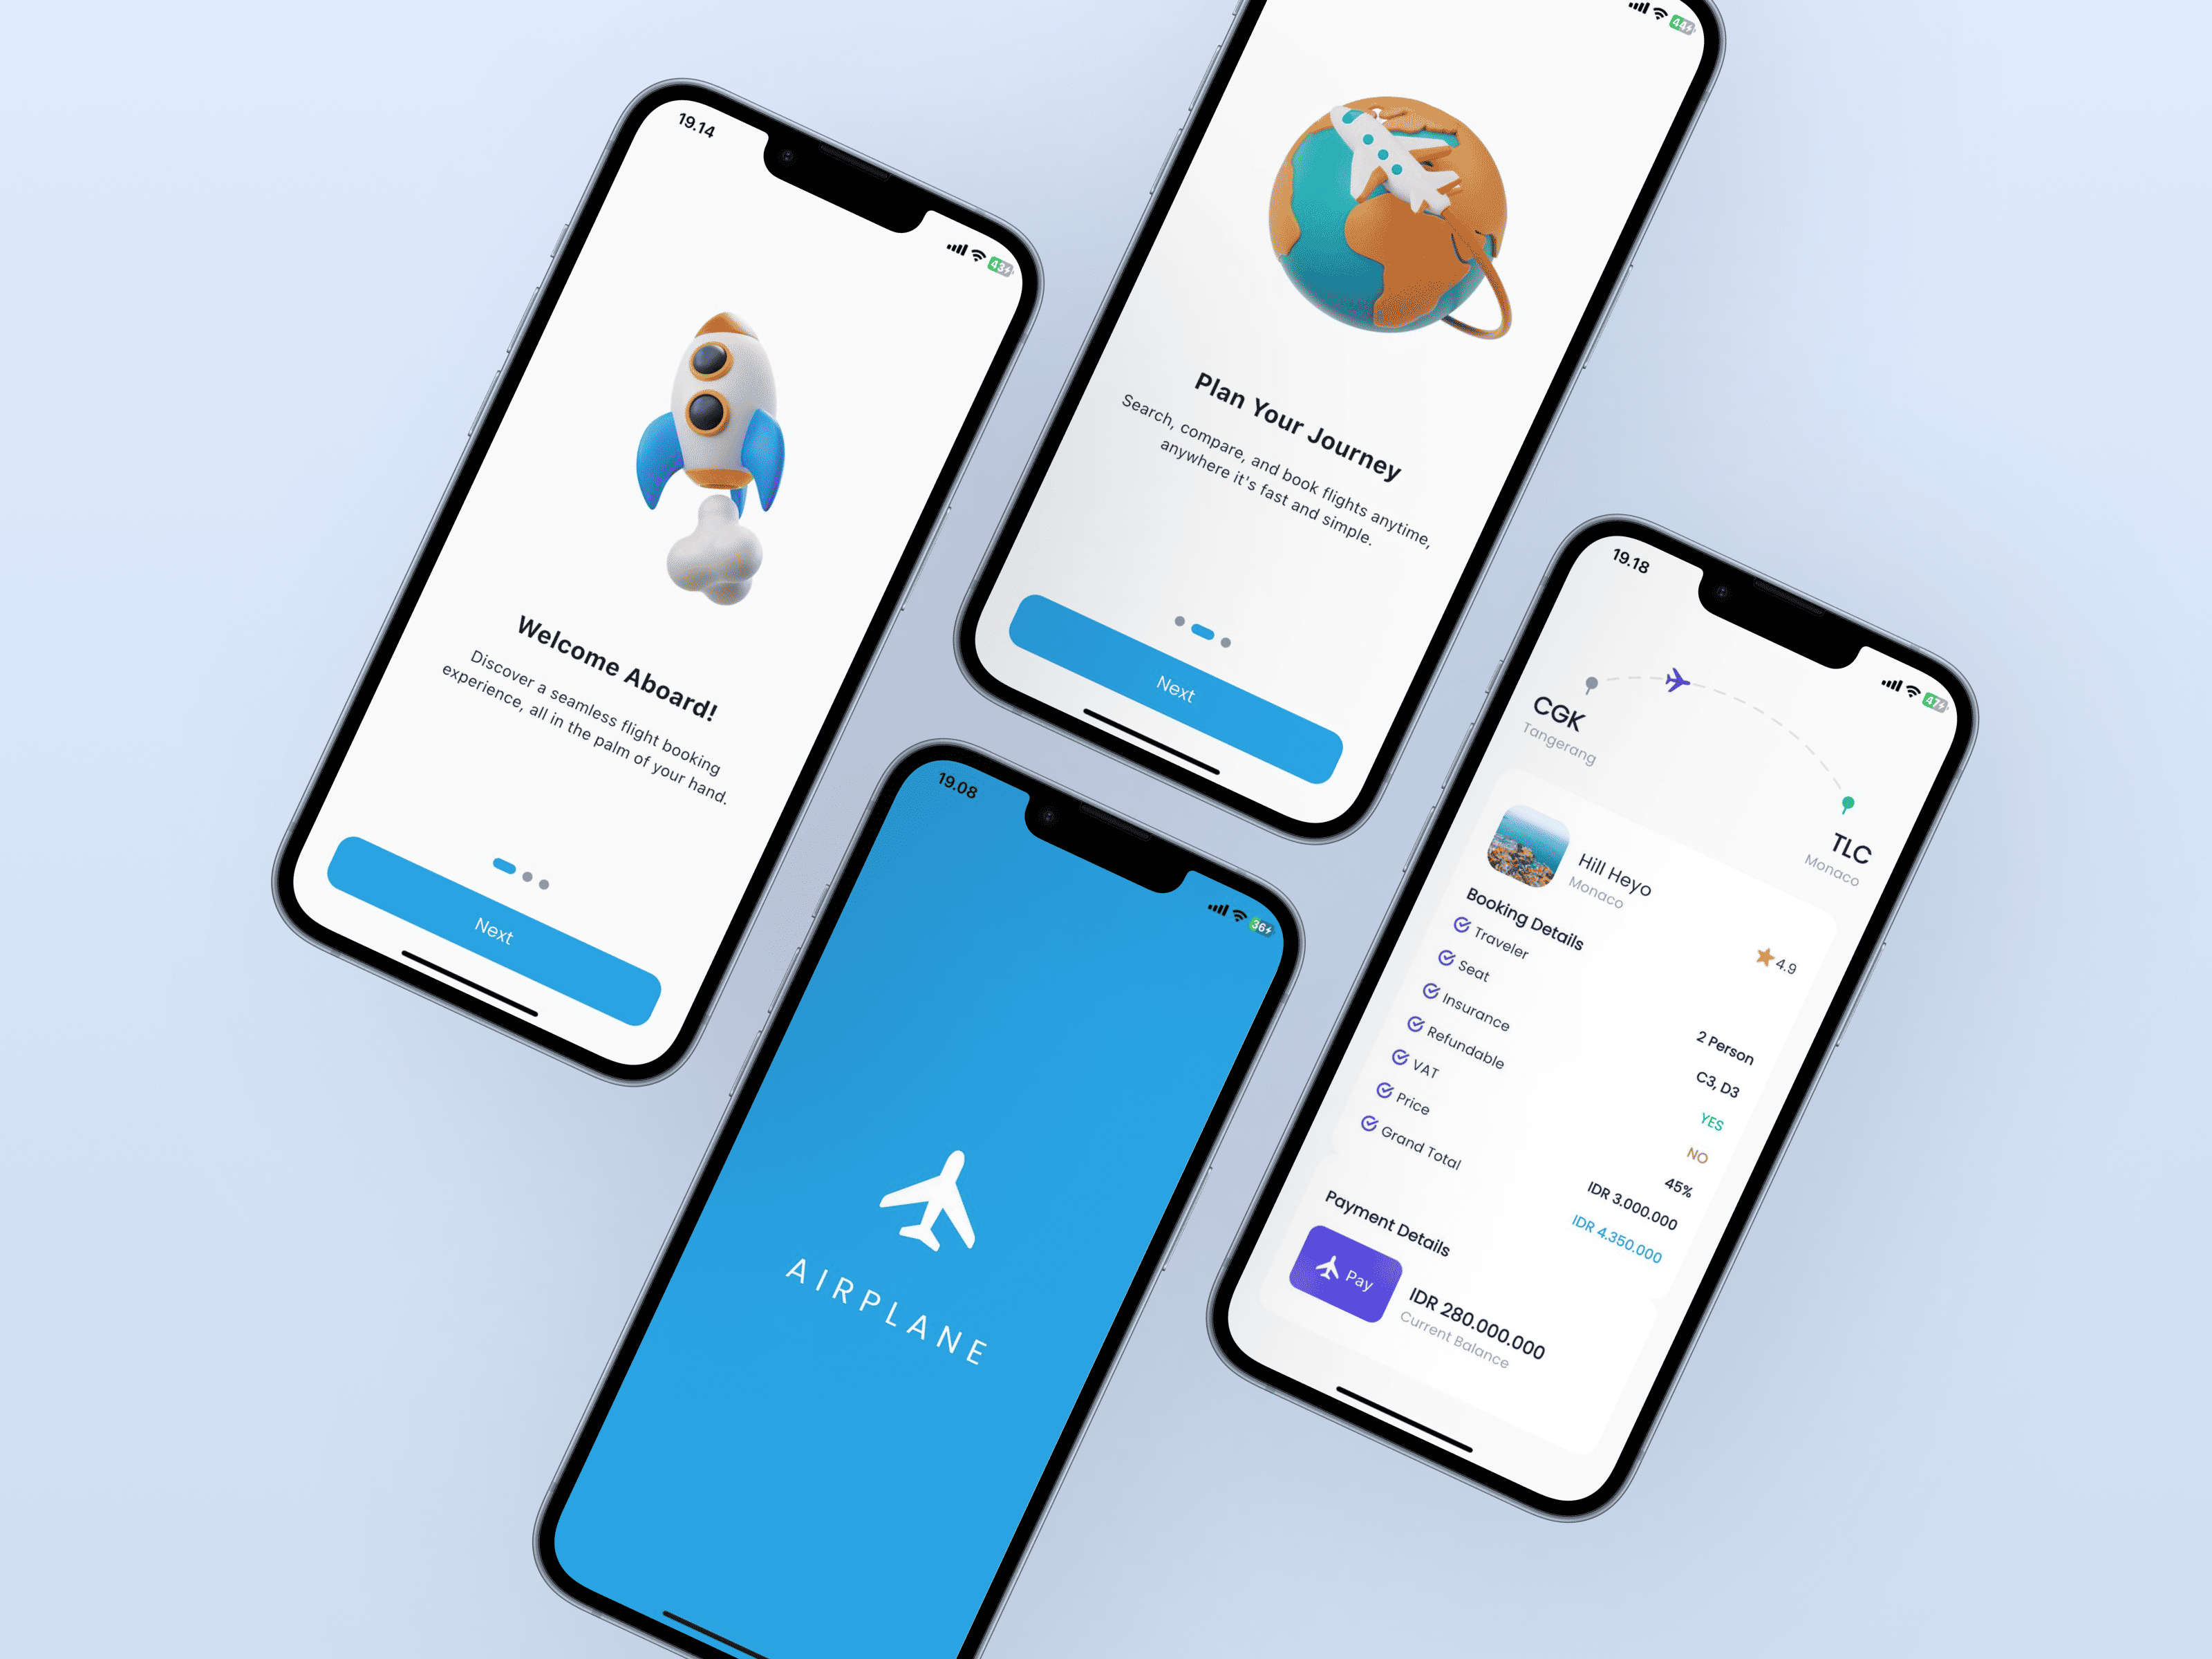 19.14
43
Welcome Aboard!
Discover a seamless flight booking
experience, all in the palm of your hand.
Next
44
Plan Your Journey
Search, compare, and book flights anytime,
anywhere it's fast and simple.
Next
19.08
36
AIRPLANE
19.18
47
CGK
Tangerang
TLC
Monaco
Hill Heyo
Monaco
4.9
Booking Details
Traveler 2 Person
Seat C3, D3
Insurance YES
Refundable NO
VAT 45%
Price IDR 3.000.000
Grand Total IDR 4.350.000
Payment Details
Pay
IDR 280.000.000
Current Balance